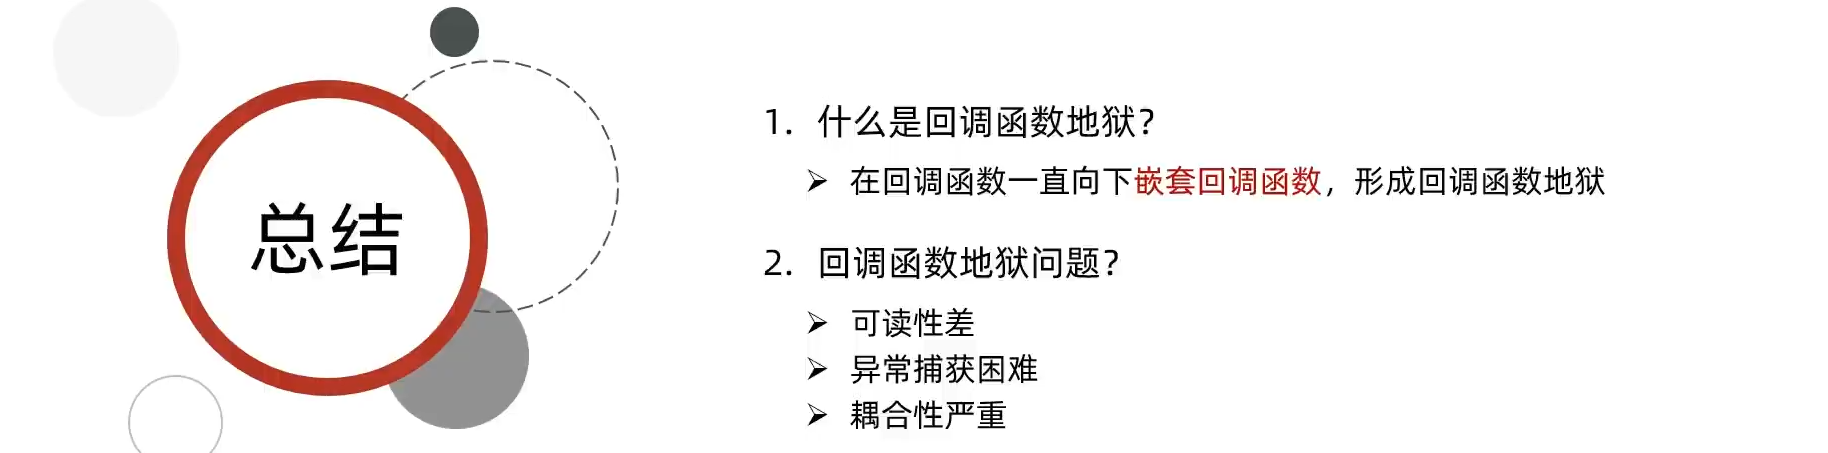 总结
1. 什么是回调函数地狱？
➢ 在回调函数一直向下嵌套回调函数，形成回调函数地狱
2. 回调函数地狱问题？
➢ 可读性差
➢ 异常捕获困难
➢ 耦合性严重